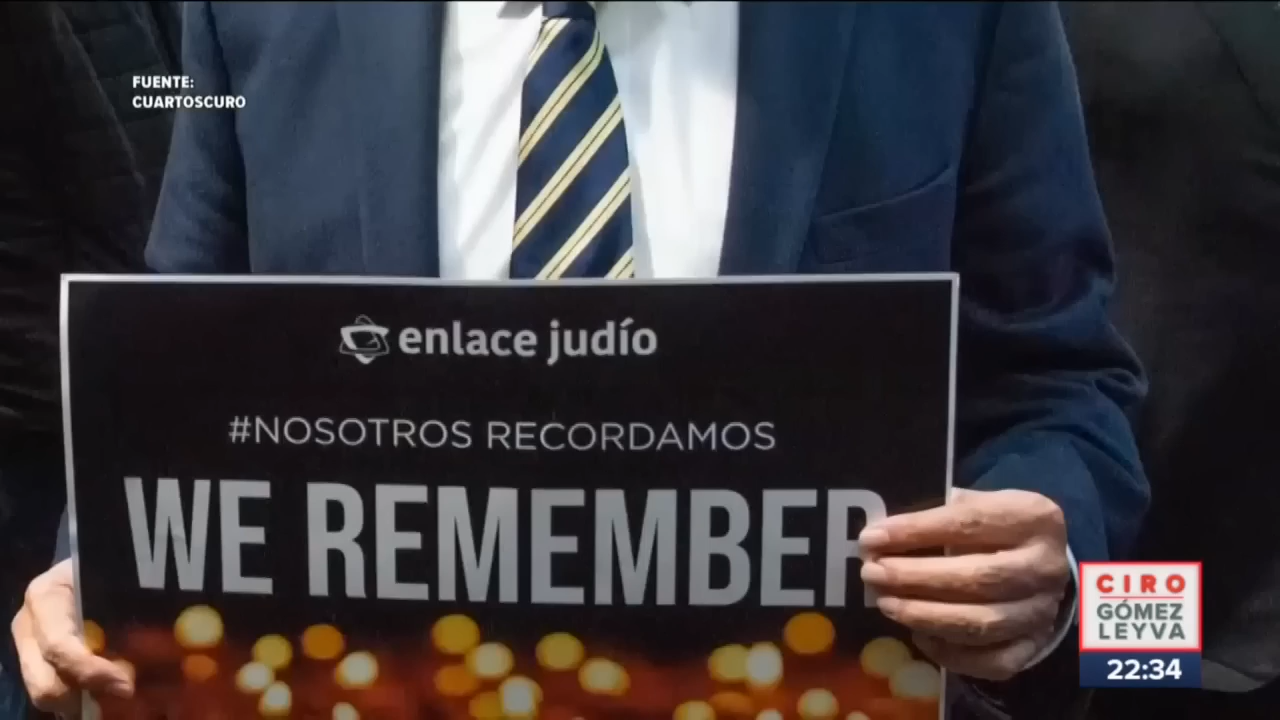 FUENTE:
CUARTOSCURO
enlace judío
#NOSOTROS RECORDAMOS
WE REMEMBER
CIRO
GÓMEZ
LEYVA
22:34